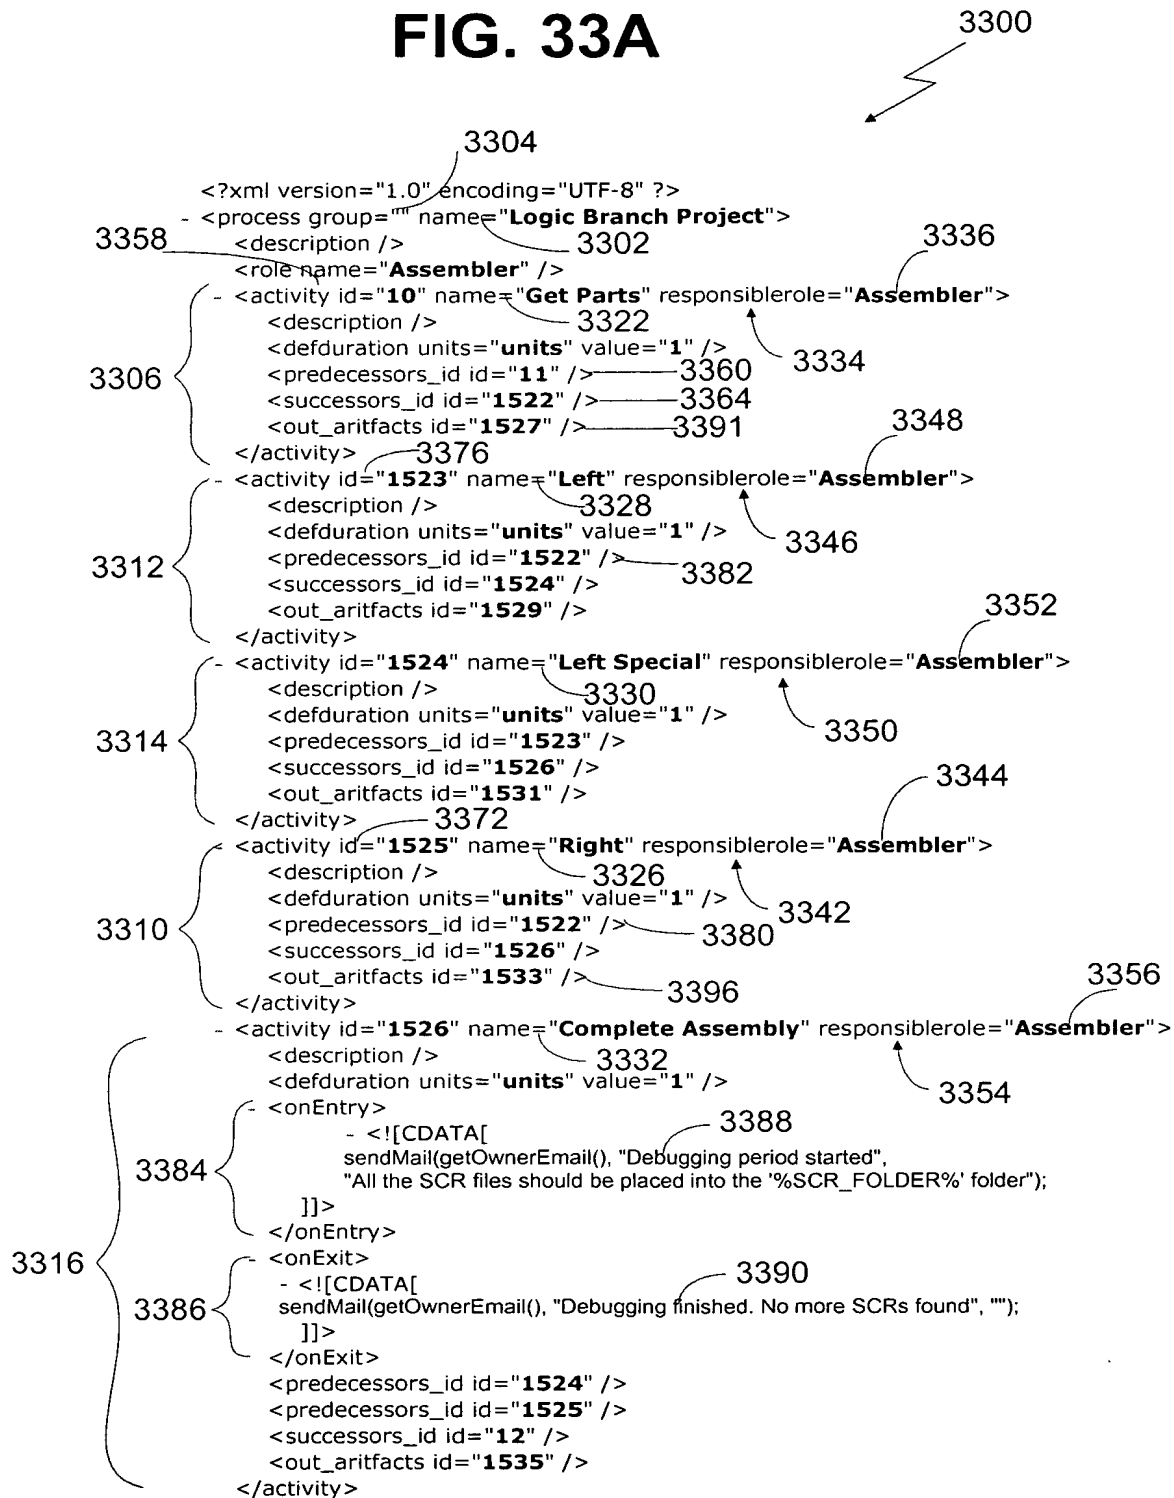 FIG. 33A
3300
3304
<?xml version="1.0" encoding="UTF-8" ?>
- <process group="" name="Logic Branch Project">
3358
<description />
3302
3336
<role name="Assembler" />
- <activity id="10" name="Get Parts" responsiblerole="Assembler">
<description />
3322
<defduration units="units" value="1" />
3334
3306
<predecessors_id id="11" />
3360
<successors_id id="1522" />
3364
<out_aritfacts id="1527" />
3391
3348
</activity>
3376
- <activity id="1523" name="Left" responsiblerole="Assembler">
<description />
3328
<defduration units="units" value="1" />
3346
3312
<predecessors_id id="1522" />
3382
<successors_id id="1524" />
<out_aritfacts id="1529" />
3352
</activity>
- <activity id="1524" name="Left Special" responsiblerole="Assembler">
<description />
3330
<defduration units="units" value="1" />
3350
3314
<predecessors_id id="1523" />
<successors_id id="1526" />
3344
<out_aritfacts id="1531" />
</activity>
3372
- <activity id="1525" name="Right" responsiblerole="Assembler">
<description />
3326
<defduration units="units" value="1" />
3342
3310
<predecessors_id id="1522" />
3380
<successors_id id="1526" />
<out_aritfacts id="1533" />
3396
3356
</activity>
- <activity id="1526" name="Complete Assembly" responsiblerole="Assembler">
<description />
3332
<defduration units="units" value="1" />
3354
- <onEntry>
3388
- <![CDATA[
3384
sendMail(getOwnerEmail(), "Debugging period started",
"All the SCR files should be placed into the '%SCR_FOLDER%' folder");
]]>
</onEntry>
3316
- <onExit>
3390
- <![CDATA[
3386
sendMail(getOwnerEmail(), "Debugging finished. No more SCRs found", "");
]]>
</onExit>
<predecessors_id id="1524" />
<predecessors_id id="1525" />
<successors_id id="12" />
<out_aritfacts id="1535" />
</activity>